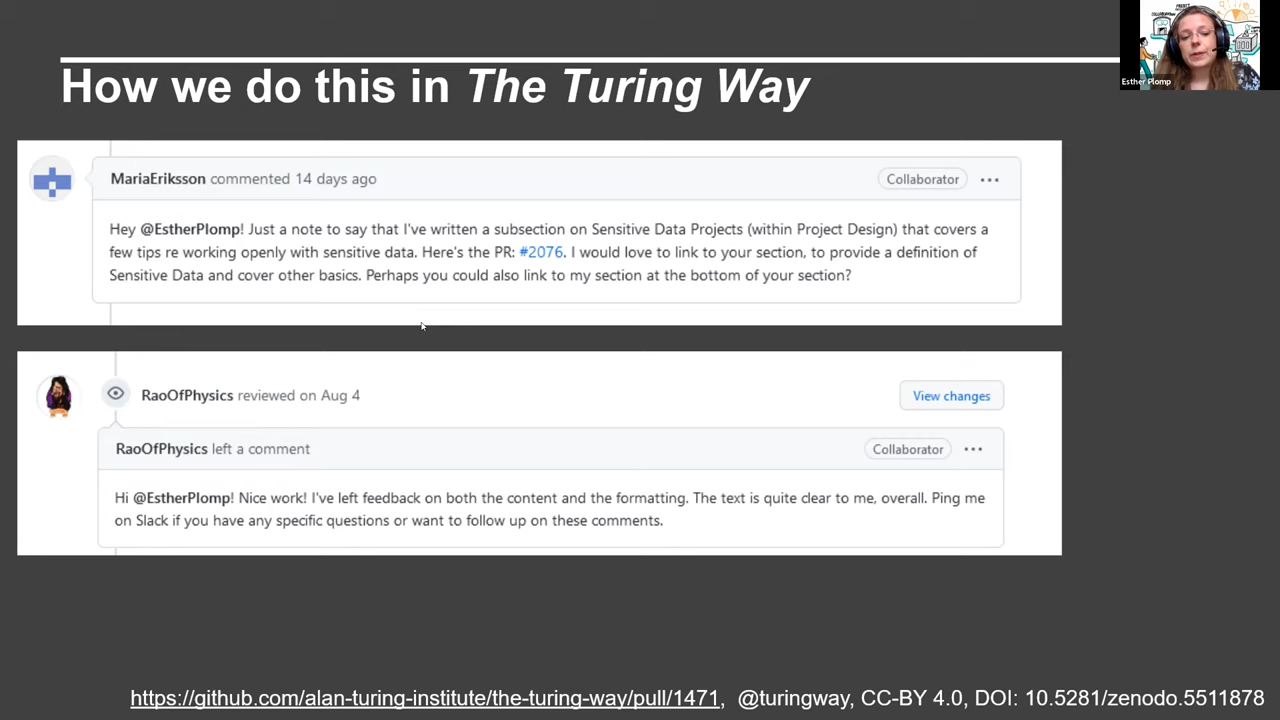 Esther Plomp
How we do this in The Turing Way
MariaEriksson commented 14 days ago
Collaborator
Hey @EstherPlomp! Just a note to say that I've written a subsection on Sensitive Data Projects (within Project Design) that covers a
few tips re working openly with sensitive data. Here's the PR: #2076. I would love to link to your section, to provide a definition of
Sensitive Data and cover other basics. Perhaps you could also link to my section at the bottom of your section?
RaoOfPhysics reviewed on Aug 4
View changes
RaoOfPhysics left a comment
Collaborator
Hi @EstherPlomp! Nice work! I've left feedback on both the content and the formatting. The text is quite clear to me, overall. Ping me
on Slack if you have any specific questions or want to follow up on these comments.
https://github.com/alan-turing-institute/the-turing-way/pull/1471, @turingway, CC-BY 4.0, DOI: 10.5281/zenodo.5511878